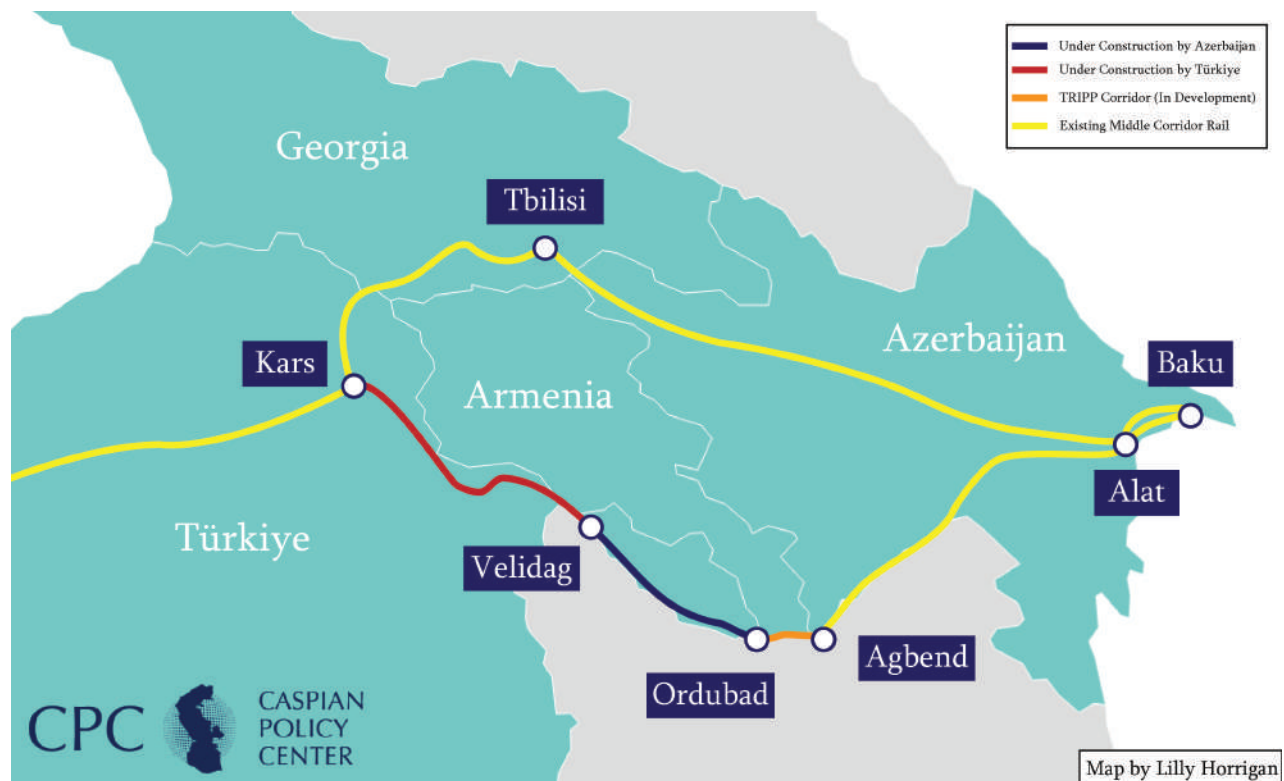 Under Construction by Azerbaijan
Under Construction by Türkiye
TRIPP Corridor (In Development)
Existing Middle Corridor Rail
Georgia
Tbilisi
Azerbaijan
Kars
Baku
Armenia
Alat
Türkiye
Velidag
Agbend
Ordubad
CPC
CASPIAN
POLICY
CENTER
Map by Lilly Horrigan